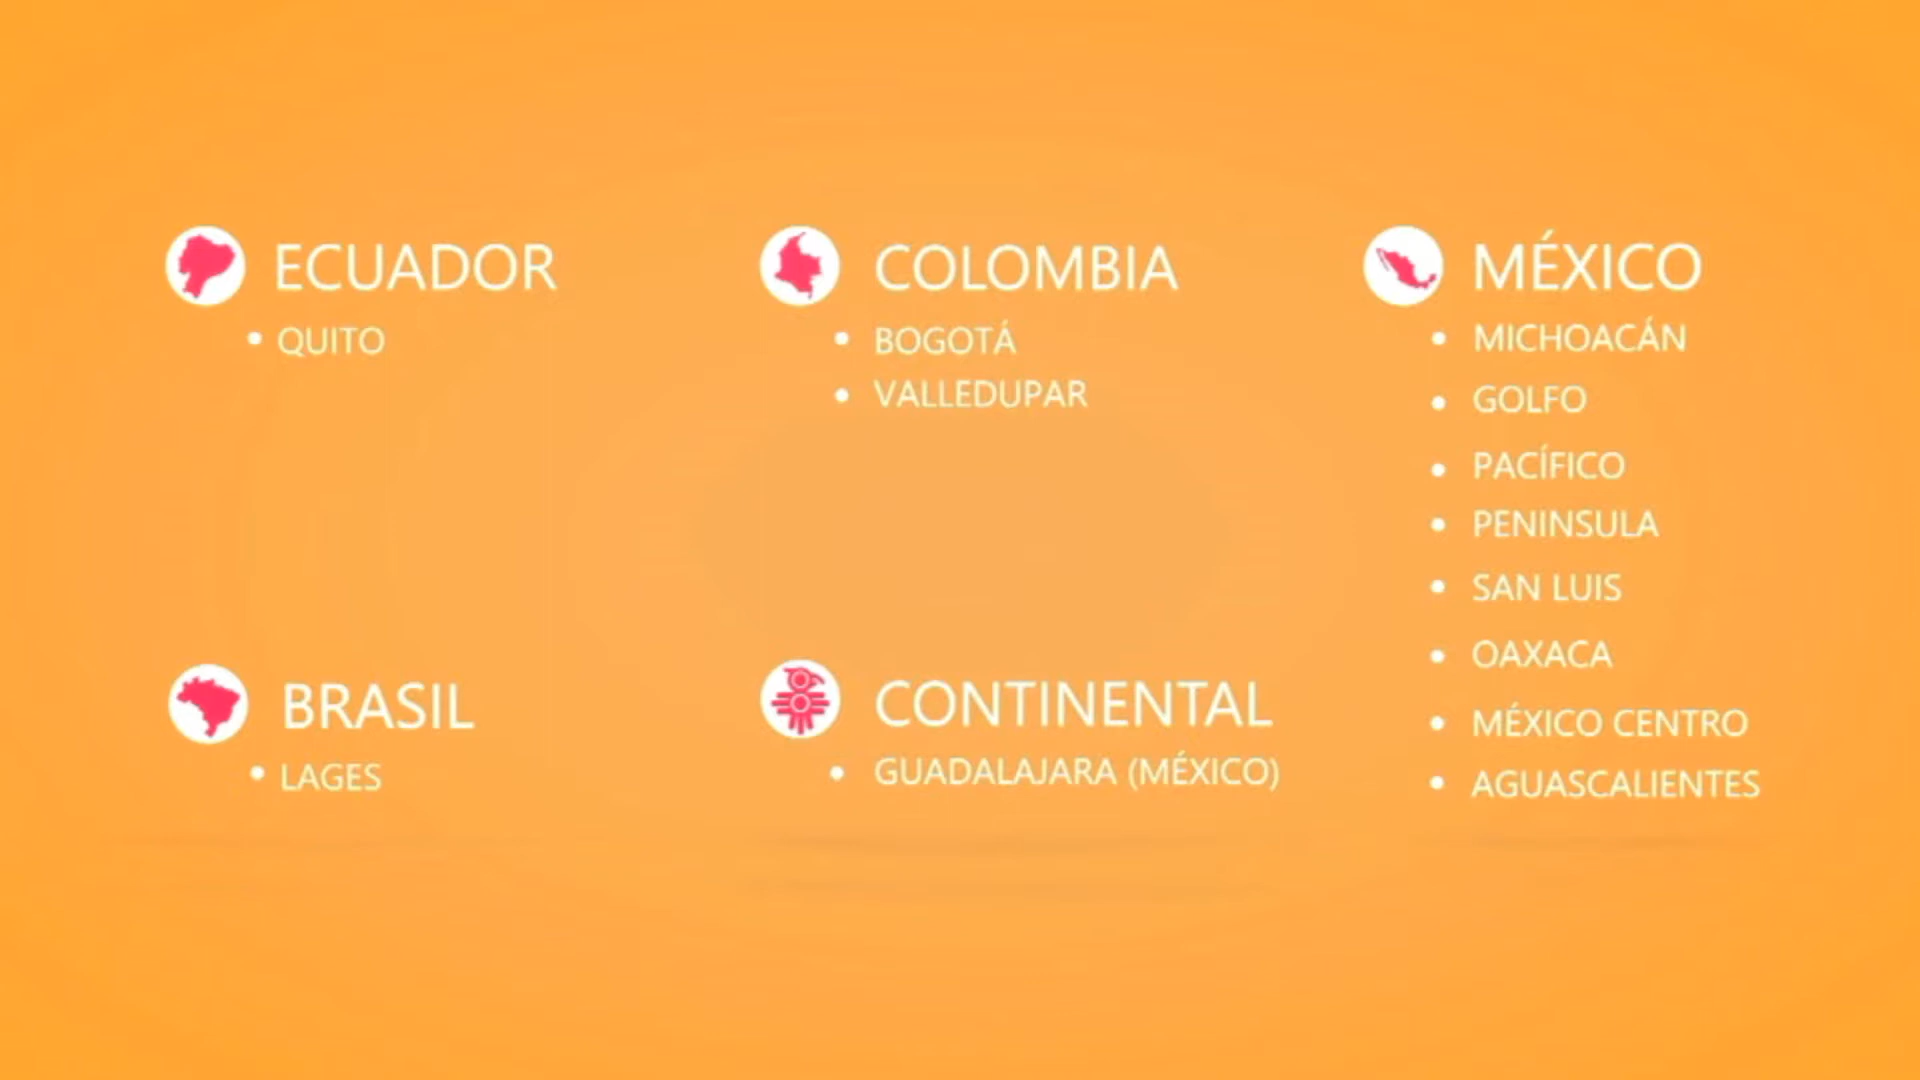 ECUADOR
QUITO
COLOMBIA
BOGOTÁ
VALLEDUPAR
MÉXICO
MICHOACÁN
GOLFO
PACÍFICO
PENINSULA
SAN LUIS
OAXACA
MÉXICO CENTRO
AGUASCALIENTES
BRASIL
LAGES
CONTINENTAL
GUADALAJARA (MÉXICO)